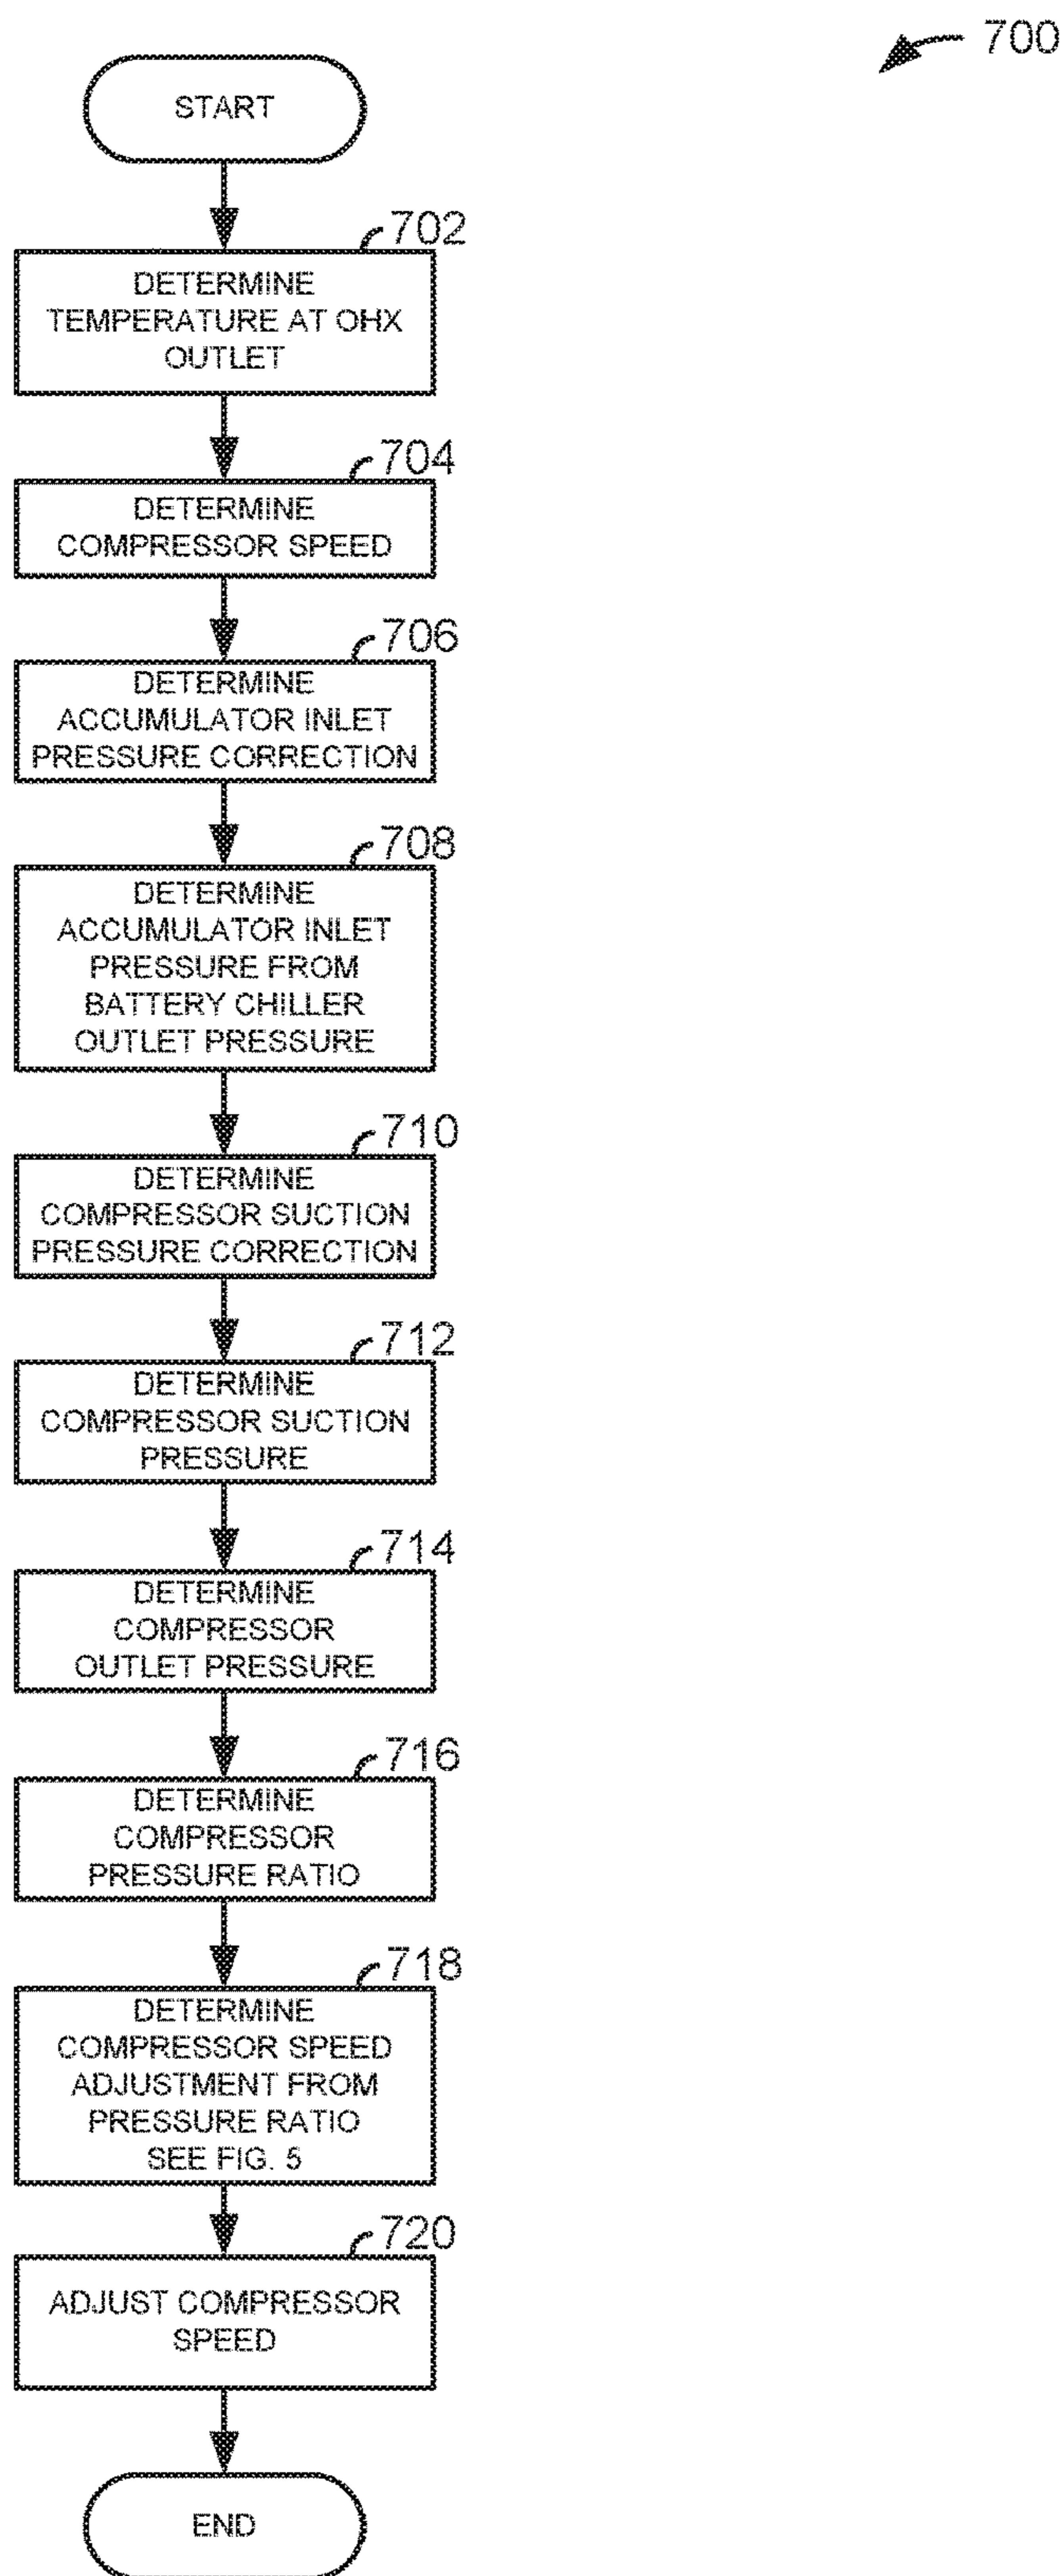 700
START
702
DETERMINE
TEMPERATURE AT OHX
OUTLET
704
DETERMINE
COMPRESSOR SPEED
706
DETERMINE
ACCUMULATOR INLET
PRESSURE CORRECTION
708
DETERMINE
ACCUMULATOR INLET
PRESSURE FROM
BATTERY CHILLER
OUTLET PRESSURE
710
DETERMINE
COMPRESSOR SUCTION
PRESSURE CORRECTION
712
DETERMINE
COMPRESSOR SUCTION
PRESSURE
714
DETERMINE
COMPRESSOR
OUTLET PRESSURE
716
DETERMINE
COMPRESSOR
PRESSURE RATIO
718
DETERMINE
COMPRESSOR SPEED
ADJUSTMENT FROM
PRESSURE RATIO
SEE FIG. 5
720
ADJUST COMPRESSOR
SPEED
END